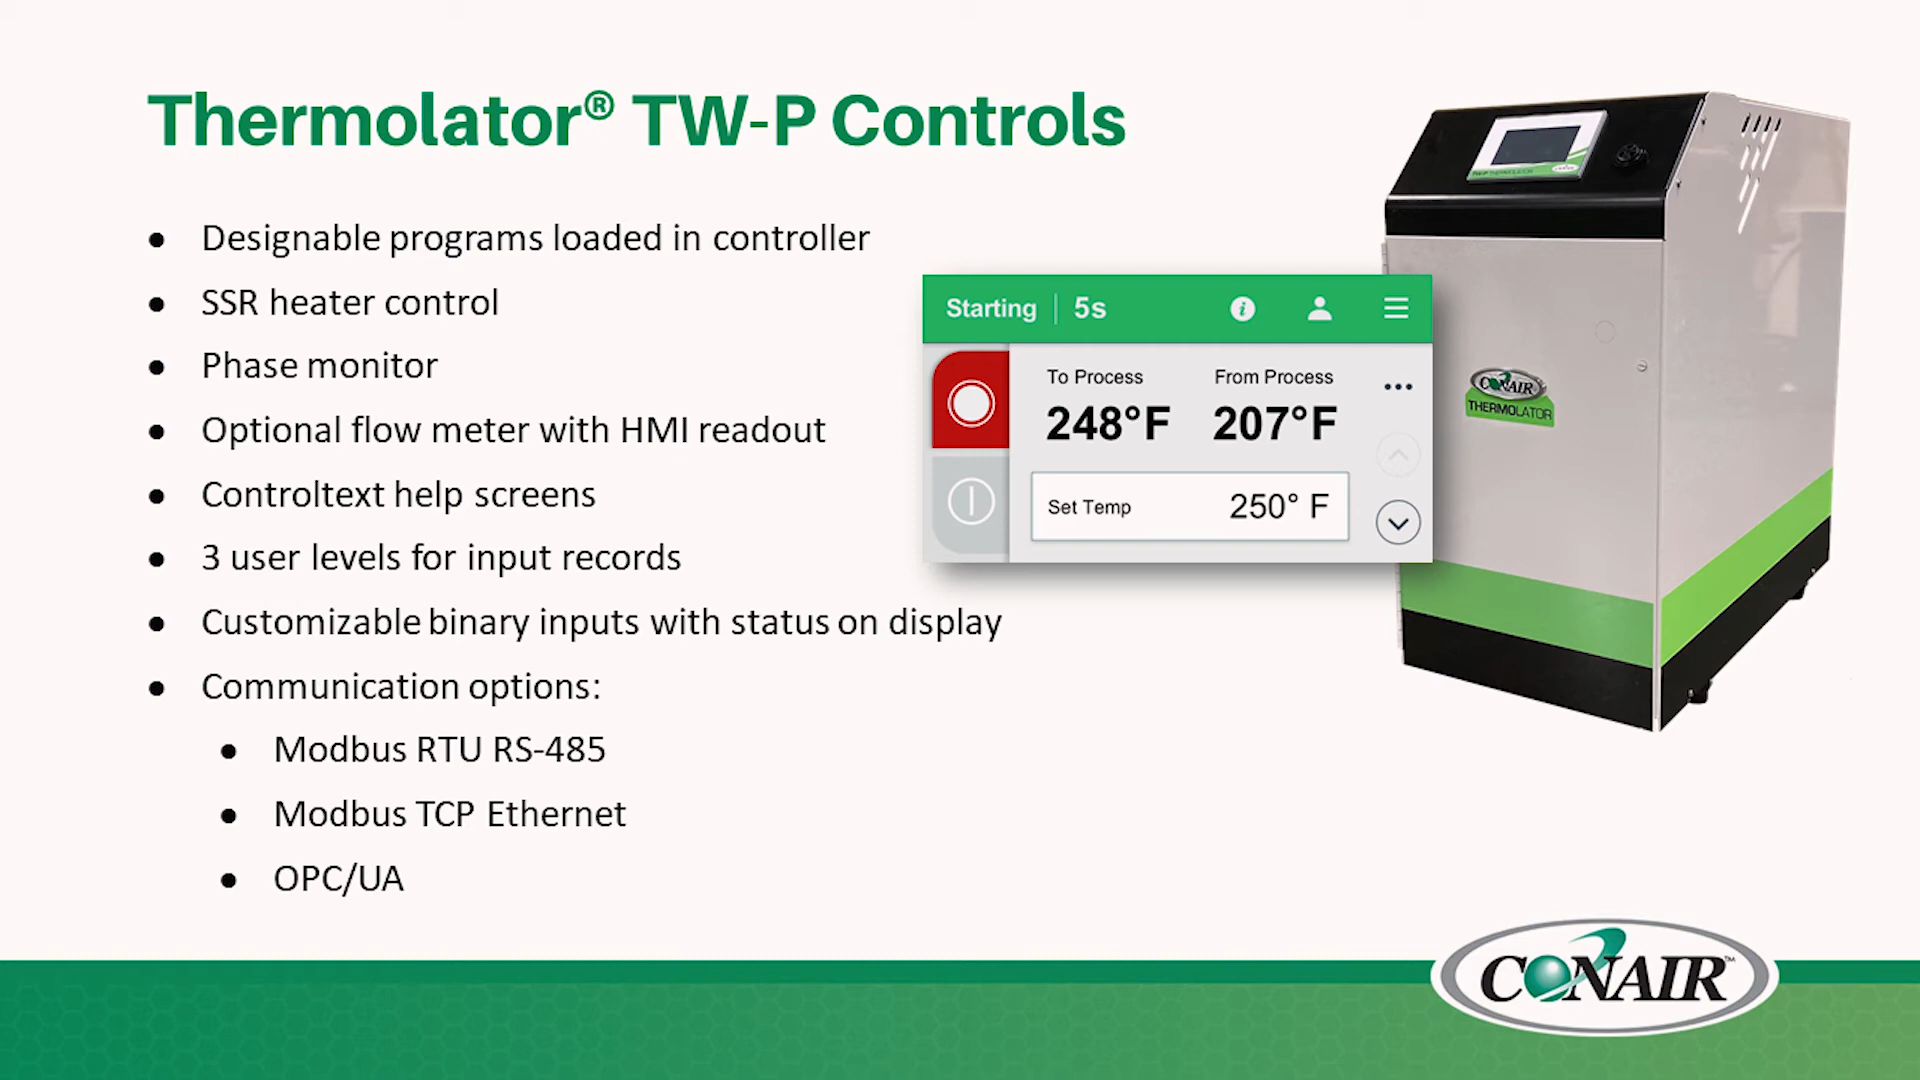 Thermolator® TW-P Controls
• Designable programs loaded in controller
• SSR heater control
• Phase monitor
• Optional flow meter with HMI readout
• Controltext help screens
• 3 user levels for input records
• Customizable binary inputs with status on display
• Communication options:
• Modbus RTU RS-485
• Modbus TCP Ethernet
• OPC/UA
Starting | 5s
To Process From Process
248°F 207°F
Set Temp 250° F
TW-P THERMOLATOR CONAIR
CONAIR
THERMOLATOR
CONAIR™